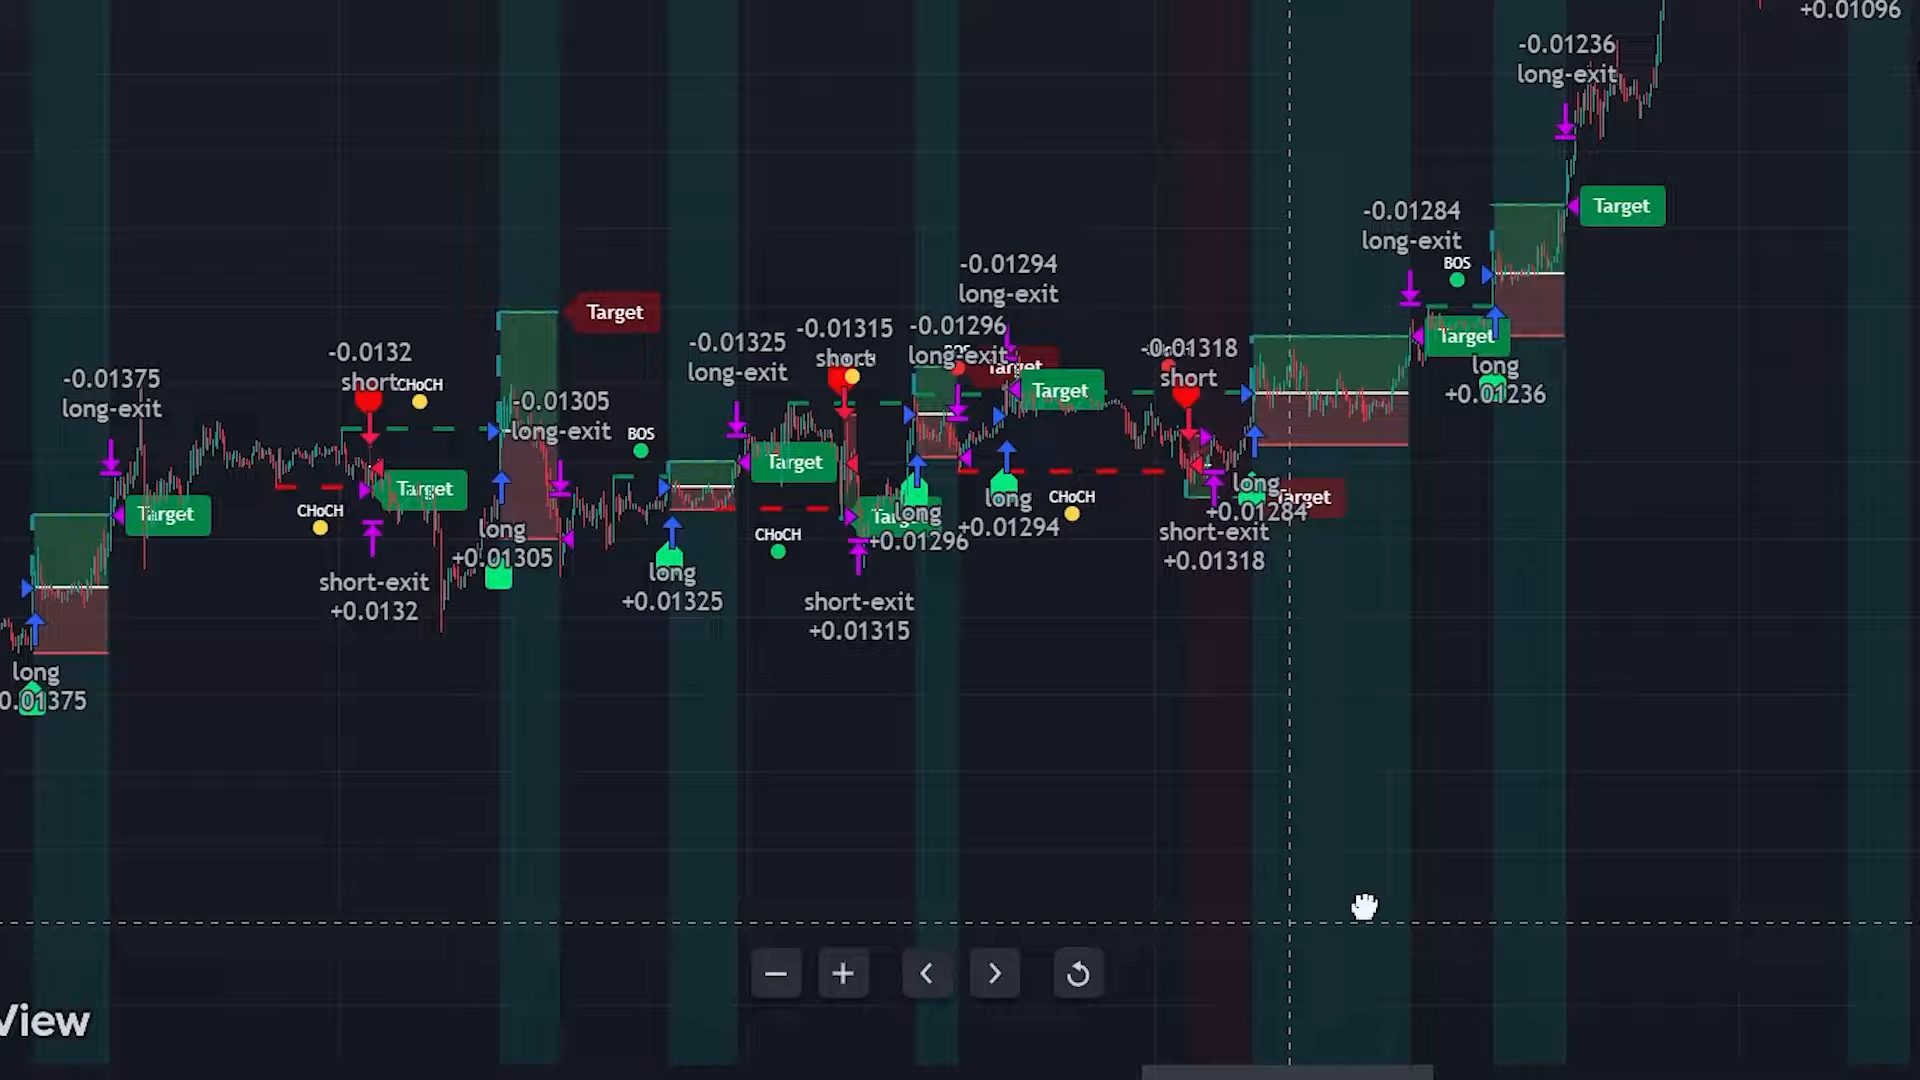 +0.01096
-0.01236
long-exit
Target
-0.01284
long-exit
BOS
Target
long
+0.01236
-0.01294
long-exit
Target
-0.01296
long-exit
Target
Target
-0.01315
short
-0.01325
long-exit
Target
-0.01318
short
-0.0132
short
CHoCH
-0.01375
long-exit
Target
-0.01305
long-exit
BOS
Target
CHoCH
Target
long
0.01375
short-exit
+0.0132
long
+0.01305
long
+0.01325
CHoCH
short-exit
+0.01315
long
+0.01296
long
+0.01294
CHoCH
long
+0.01284
Target
short-exit
+0.01318
View